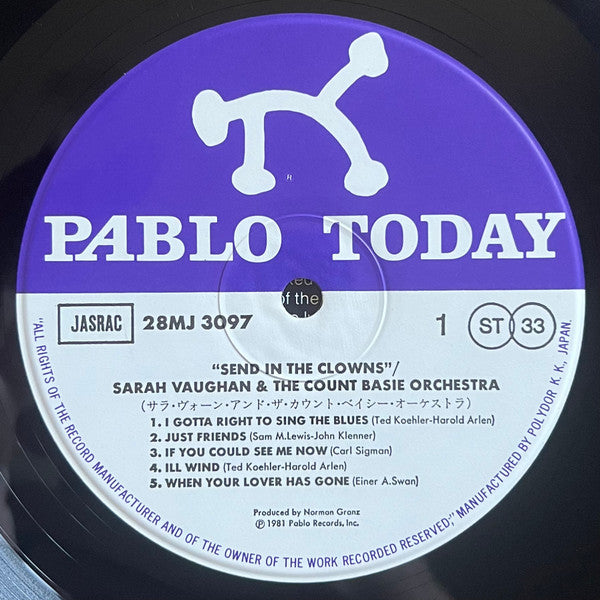 R
PABLO TODAY
of the
JASRAC
28MJ 3097
1
ST 33
"SEND IN THE CLOWNS"/
SARAH VAUGHAN & THE COUNT BASIE ORCHESTRA
(サラ・ヴォーン・アンド・ザ・カウント・ベイシー・オーケストラ)
1. I GOTTA RIGHT TO SING THE BLUES (Ted Koehler-Harold Arlen)
2. JUST FRIENDS (Sam M.Lewis-John Klenner)
3. IF YOU COULD SEE ME NOW (Carl Sigman)
4. ILL WIND (Ted Koehler-Harold Arlen)
5. WHEN YOUR LOVER HAS GONE (Einer A.Swan)
Produced by Norman Granz
Ⓟ 1981 Pablo Records, Inc.
"ALL RIGHTS OF THE RECORD MANUFACTURER AND OF THE OWNER OF THE WORK RECORDED RESERVED;" MANUFACTURED BY POLYDOR K. K., JAPAN.